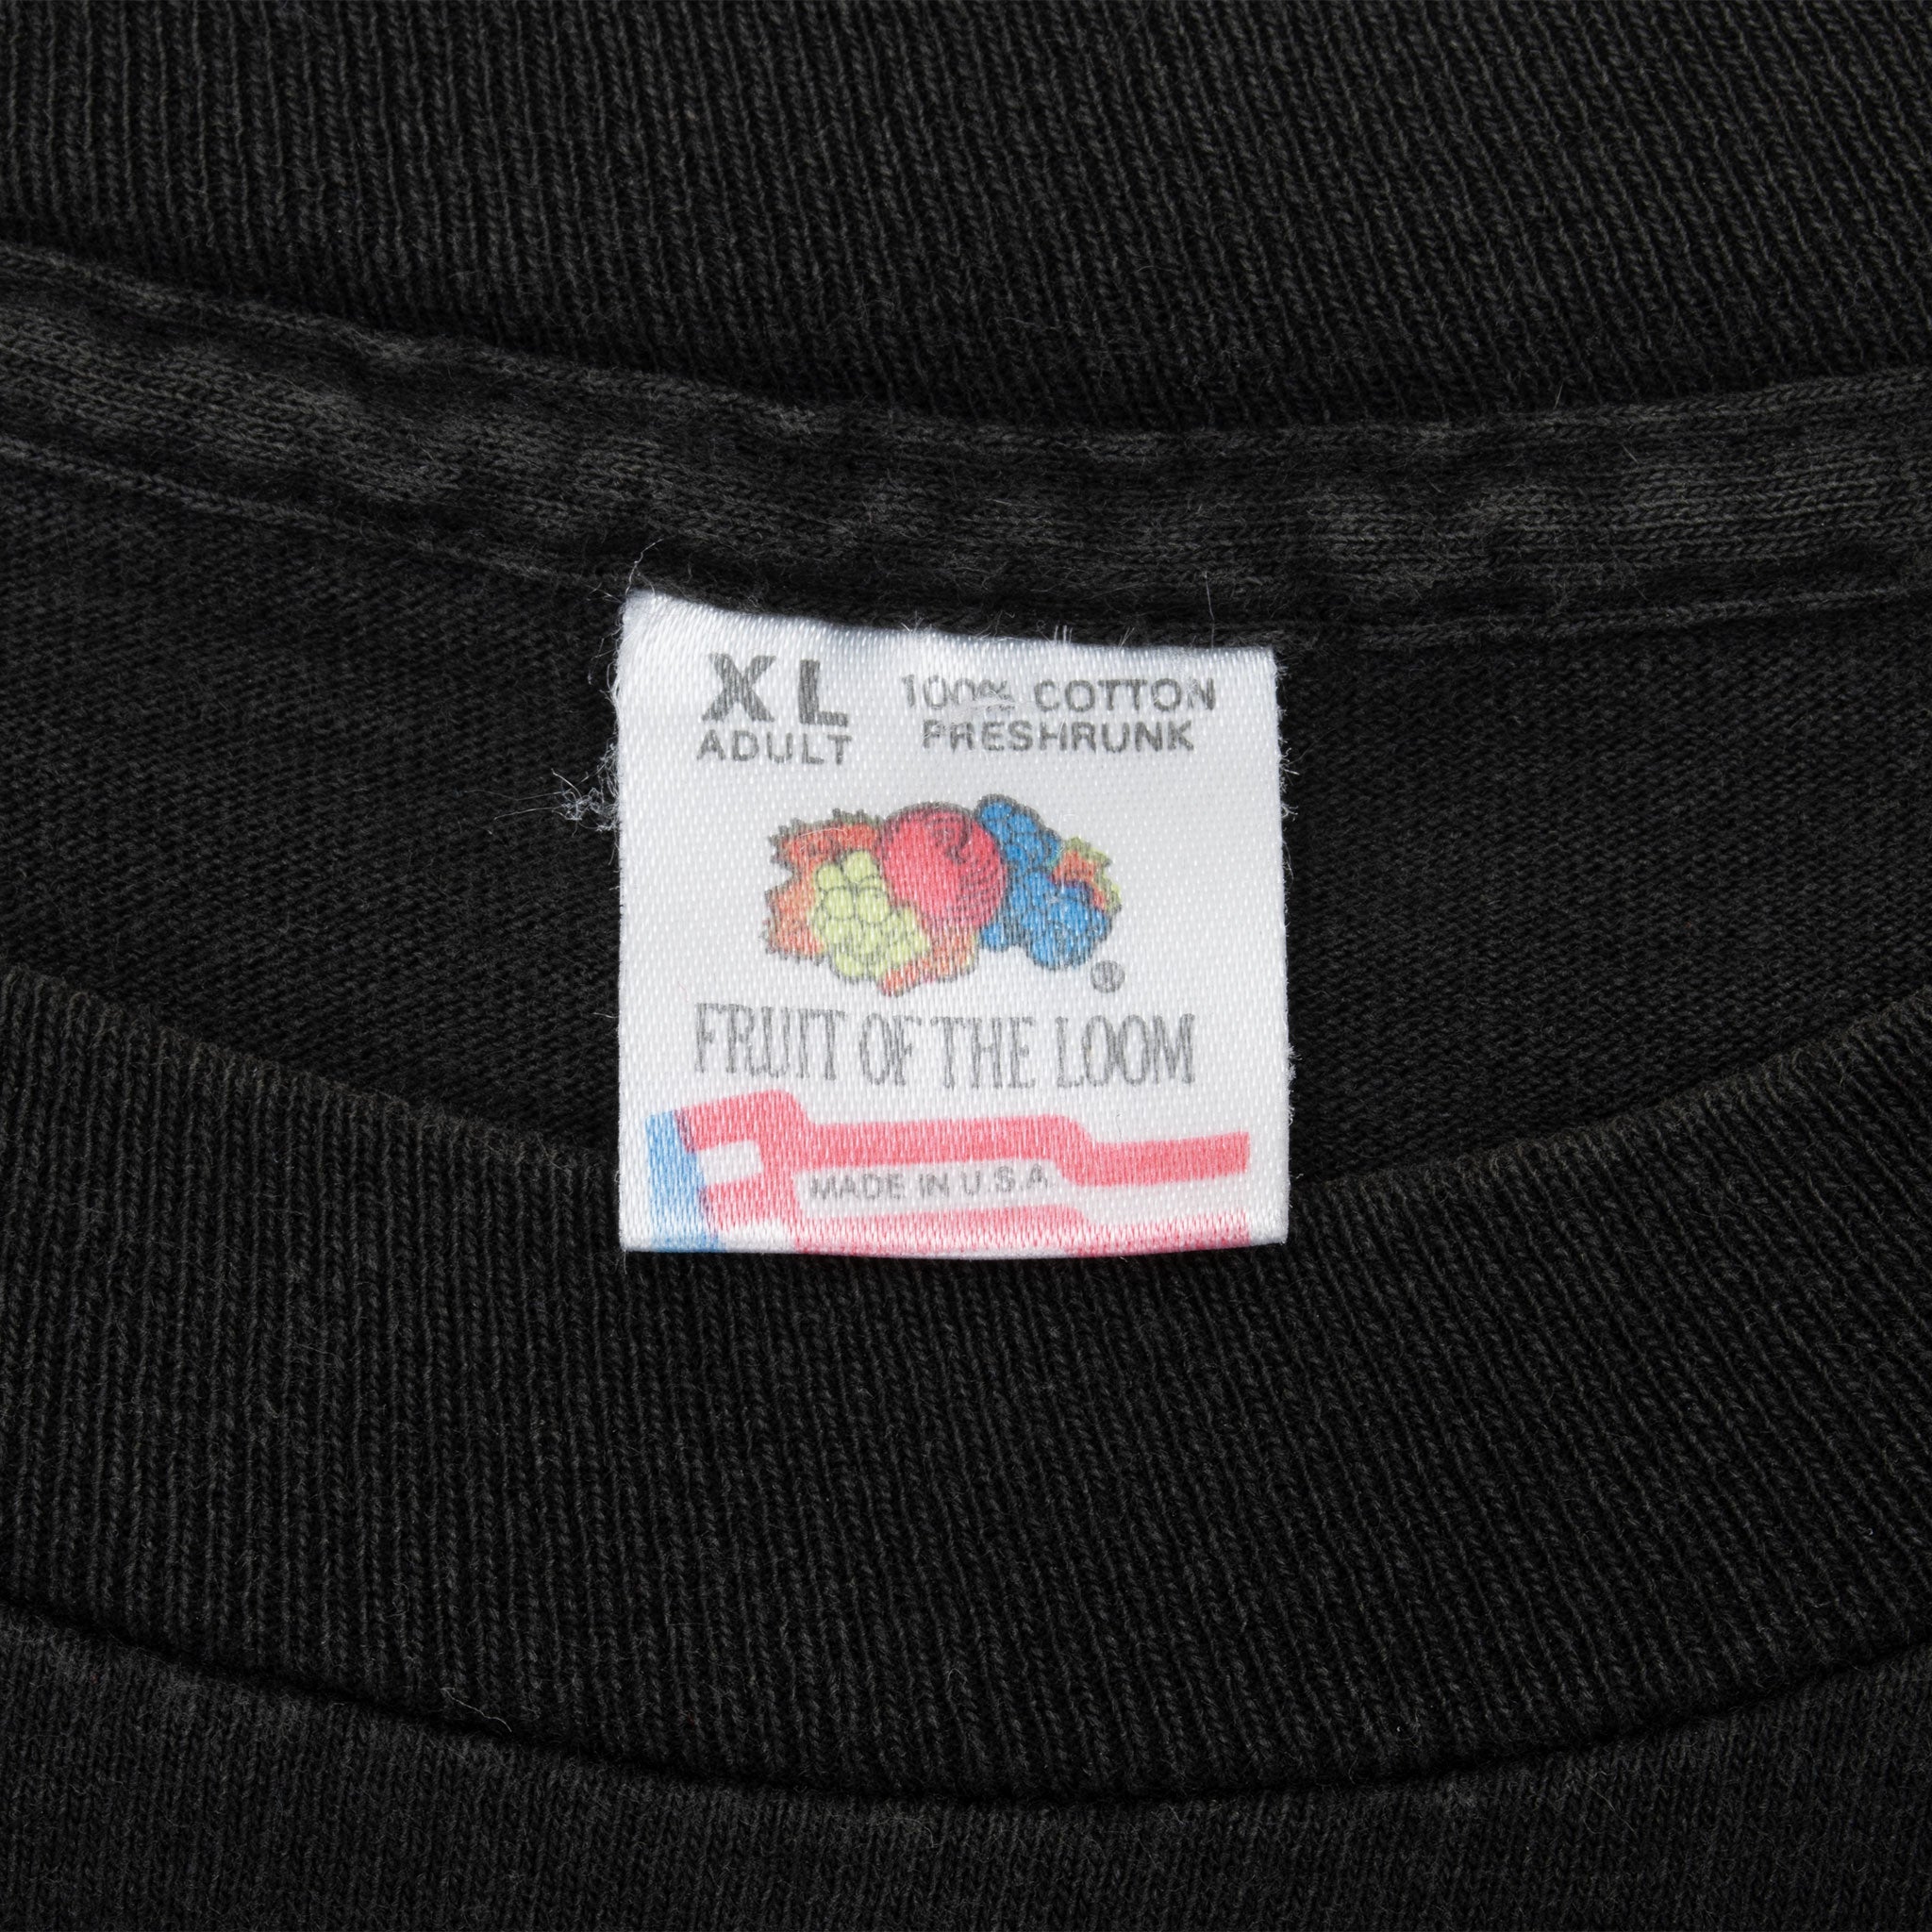 XL
ADULT
100% COTTON
PRESHRUNK
®
FRUIT OF THE LOOM
MADE IN U.S.A.